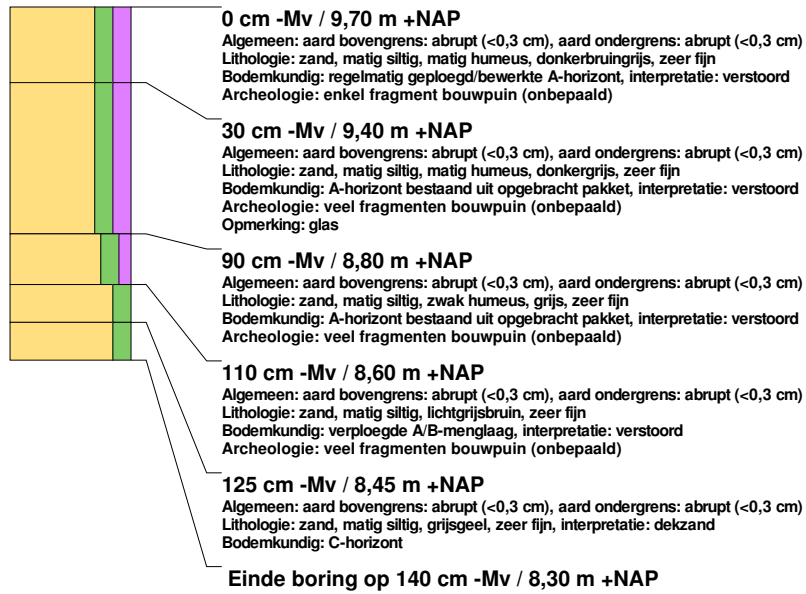 0 cm -Mv / 9,70 m +NAP
Algemeen: aard bovengrens: abrupt (<0,3 cm), aard ondergrens: abrupt (<0,3 cm)
Lithologie: zand, matig siltig, matig humeus, donkerbruingrijs, zeer fijn
Bodemkundig: regelmatig geploegd/bewerkte A-horizont, interpretatie: verstoord
Archeologie: enkel fragment bouwpuin (onbepaald)
30 cm -Mv / 9,40 m +NAP
Algemeen: aard bovengrens: abrupt (<0,3 cm), aard ondergrens: abrupt (<0,3 cm)
Lithologie: zand, matig siltig, matig humeus, donkergrijs, zeer fijn
Bodemkundig: A-horizont bestaand uit opgebracht pakket, interpretatie: verstoord
Archeologie: veel fragmenten bouwpuin (onbepaald)
Opmerking: glas
90 cm -Mv / 8,80 m +NAP
Algemeen: aard bovengrens: abrupt (<0,3 cm), aard ondergrens: abrupt (<0,3 cm)
Lithologie: zand, matig siltig, zwak humeus, grijs, zeer fijn
Bodemkundig: A-horizont bestaand uit opgebracht pakket, interpretatie: verstoord
Archeologie: veel fragmenten bouwpuin (onbepaald)
110 cm -Mv / 8,60 m +NAP
Algemeen: aard bovengrens: abrupt (<0,3 cm), aard ondergrens: abrupt (<0,3 cm)
Lithologie: zand, matig siltig, lichtgrijsbruin, zeer fijn
Bodemkundig: verploegde A/B-menglaag, interpretatie: verstoord
Archeologie: veel fragmenten bouwpuin (onbepaald)
125 cm -Mv / 8,45 m +NAP
Algemeen: aard bovengrens: abrupt (<0,3 cm), aard ondergrens: abrupt (<0,3 cm)
Lithologie: zand, matig siltig, grijsgeel, zeer fijn, interpretatie: dekzand
Bodemkundig: C-horizont
Einde boring op 140 cm -Mv / 8,30 m +NAP